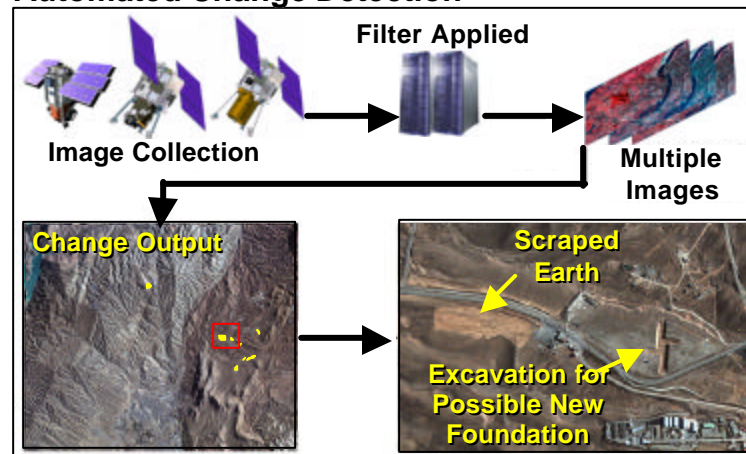 Automated Change Detection
Filter Applied
Image Collection
Multiple
Images
Change Output
Scraped
Earth
Excavation for
Possible New
Foundation